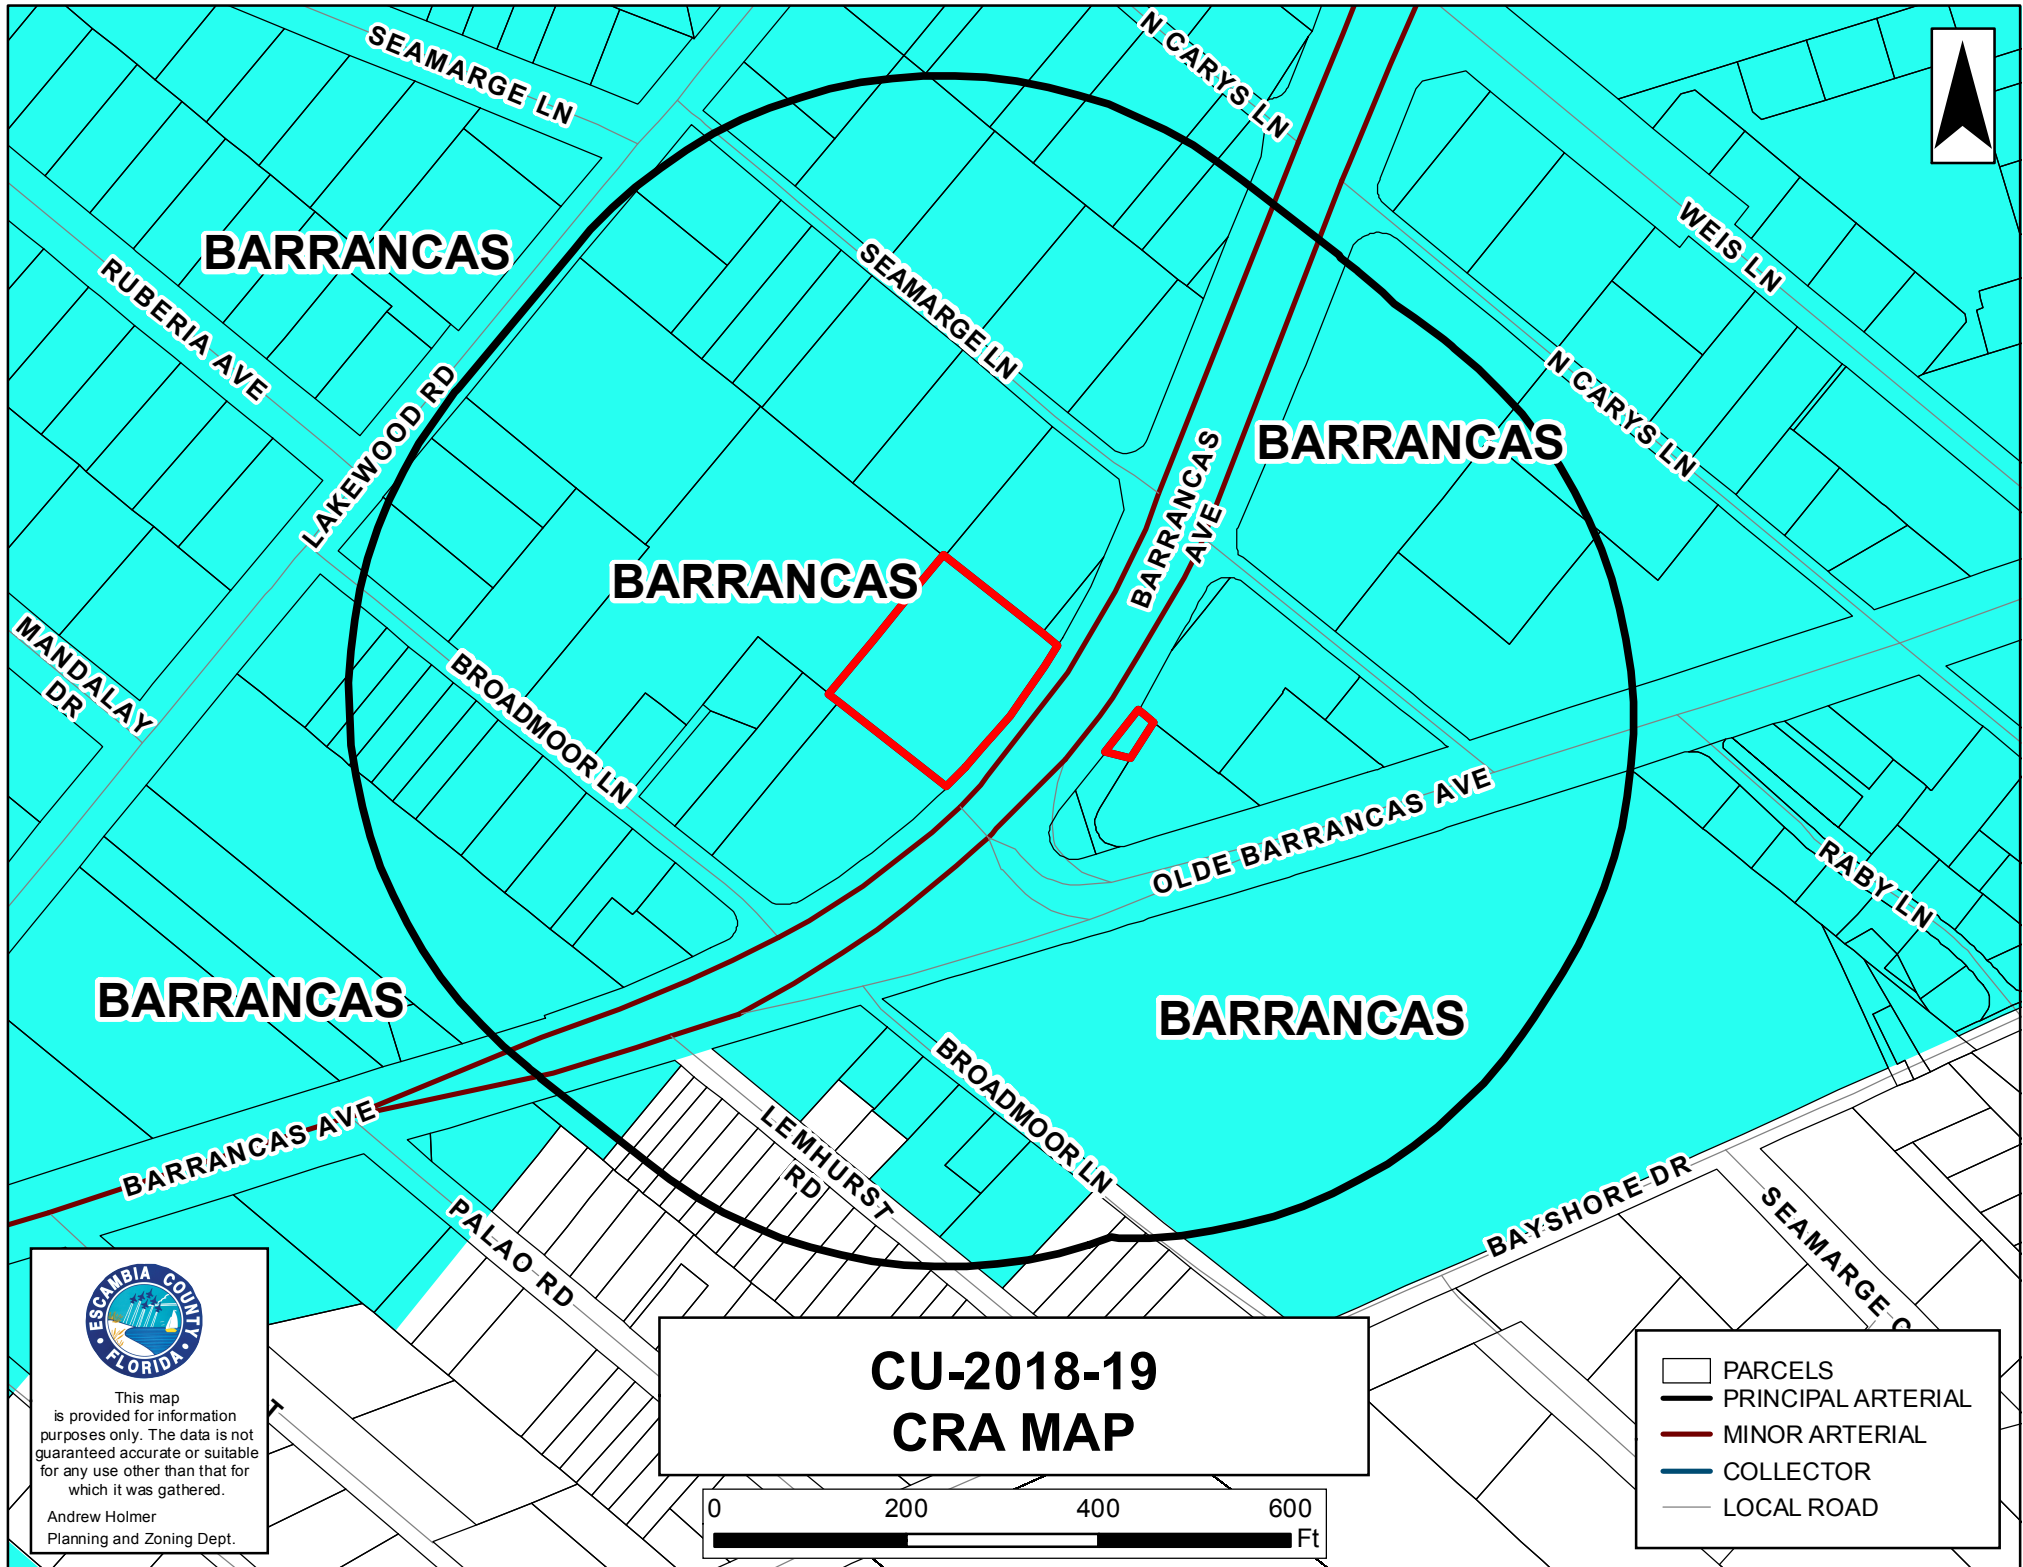 SEAMARGE LN
N CARYS LN
BARRANCAS
RUBERIA AVE
SEAMARGE LN
WEIS LN
LAKEWOOD RD
BARRANCAS
N CARYS LN
BARRANCAS
AVE
BARRANCAS
MANDALAY
DR
BROADMOOR LN
OLDE BARRANCAS AVE
RABY LN
BARRANCAS
BARRANCAS
BROADMOOR LN
BARRANCAS AVE
LEMHURST
RD
PALAO RD
BAYSHORE DR
SEAMARGE C
T
ESCAMBIA COUNTY
FLORIDA
This map
is provided for information
purposes only. The data is not
guaranteed accurate or suitable
for any use other than that for
which it was gathered.
Andrew Holmer
Planning and Zoning Dept.
CU-2018-19
CRA MAP
0 200 400 600
Ft
PARCELS
PRINCIPAL ARTERIAL
MINOR ARTERIAL
COLLECTOR
LOCAL ROAD